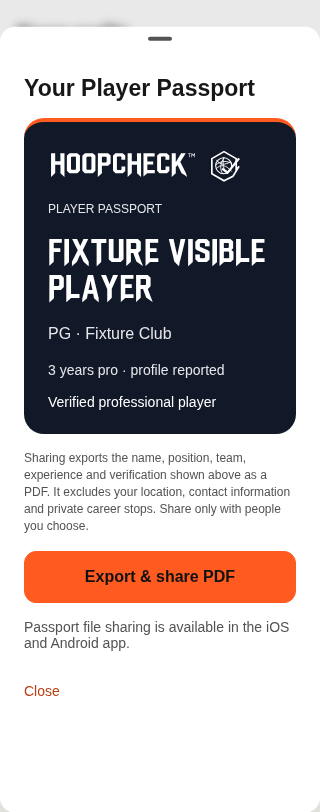 Your Player Passport
HOOPCHECK™
PLAYER PASSPORT
FIXTURE VISIBLE
PLAYER
PG · Fixture Club
3 years pro · profile reported
Verified professional player
Sharing exports the name, position, team,
experience and verification shown above as a
PDF. It excludes your location, contact information
and private career stops. Share only with people
you choose.
Export & share PDF
Passport file sharing is available in the iOS
and Android app.
Close